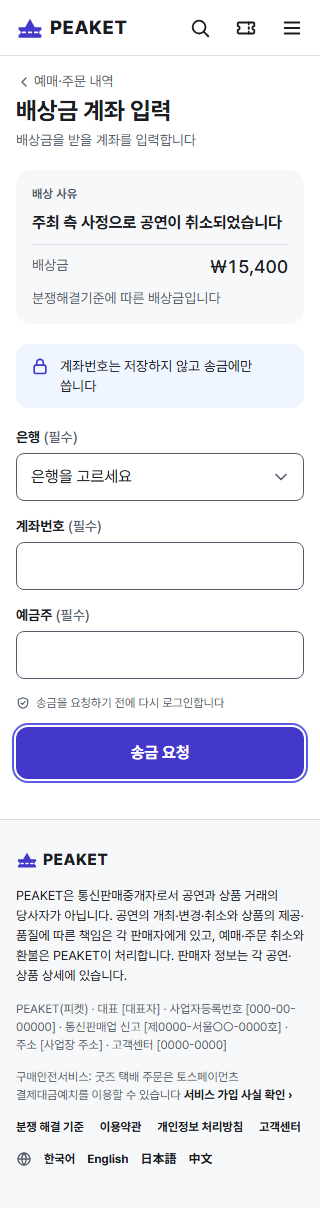 PEAKET
예매·주문 내역
배상금 계좌 입력
배상금을 받을 계좌를 입력합니다
배상 사유
주최 측 사정으로 공연이 취소되었습니다
배상금 ₩15,400
분쟁해결기준에 따른 배상금입니다
계좌번호는 저장하지 않고 송금에만
씁니다
은행 (필수)
은행을 고르세요
계좌번호 (필수)
예금주 (필수)
송금을 요청하기 전에 다시 로그인합니다
송금 요청
PEAKET
PEAKET은 통신판매중개자로서 공연과 상품 거래의
당사자가 아닙니다. 공연의 개최·변경·취소와 상품의 제공·
품질에 따른 책임은 각 판매자에게 있고, 예매·주문 취소와
환불은 PEAKET이 처리합니다. 판매자 정보는 각 공연·
상품 상세에 있습니다.
PEAKET(피켓) · 대표 [대표자] · 사업자등록번호 [000-00-
00000] · 통신판매업 신고 [제0000-서울○○-0000호] ·
주소 [사업장 주소] · 고객센터 [0000-0000]
구매안전서비스: 굿즈 택배 주문은 토스페이먼츠
결제대금예치를 이용할 수 있습니다 서비스 가입 사실 확인 ›
분쟁 해결 기준 이용약관 개인정보 처리방침 고객센터
한국어 English 日本語 中文